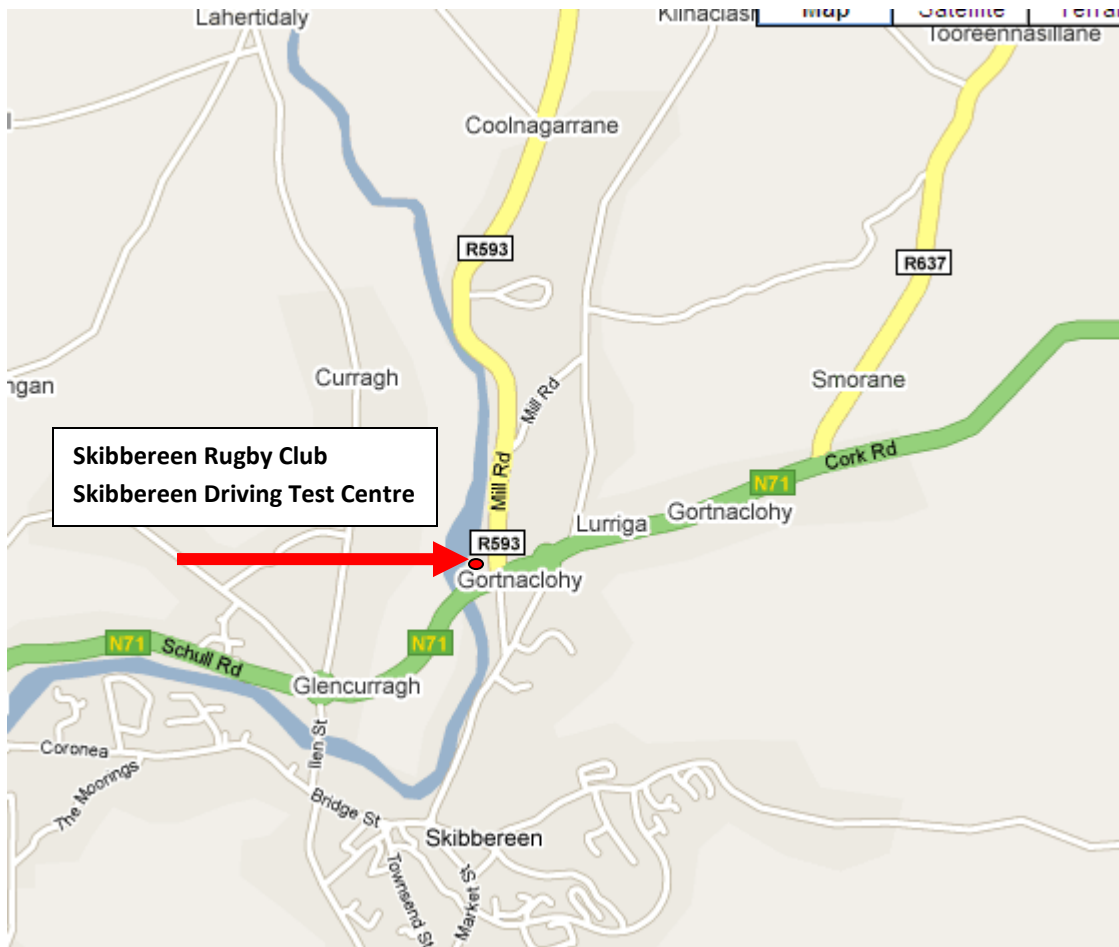 Lahertidaly
Map
Satellite
Tooreennasillane
Coolnagarrane
R593
R637
Curragh
Smorane
Mill Rd
Skibbereen Rugby Club
Skibbereen Driving Test Centre
Mill Rd
Cork Rd
N71
Gortnaclohy
Lurriga
R593
Gortnaclohy
N71
Schull Rd
N71
Glencurragh
Ilen St
Coronea
The Moorings
Bridge St
Skibbereen
Townsend St
Market St